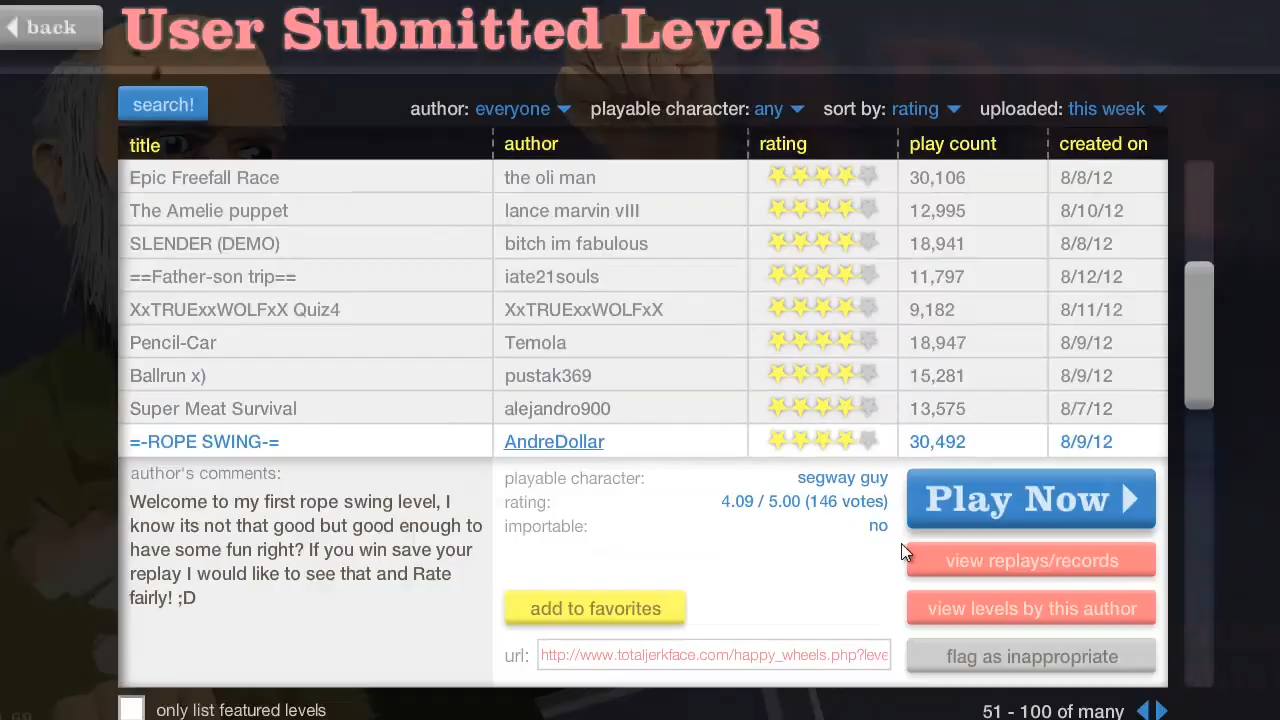 back
User Submitted Levels
search!
author: everyone playable character: any sort by: rating uploaded: this week
title author rating play count created on
Epic Freefall Race the oli man 30,106 8/8/12
The Amelie puppet lance marvin vIII 12,995 8/10/12
SLENDER (DEMO) bitch im fabulous 18,941 8/8/12
==Father-son trip== iate21souls 11,797 8/12/12
XxTRUExxWOLFxX Quiz4 XxTRUExxWOLFxX 9,182 8/11/12
Pencil-Car Temola 18,947 8/9/12
Ballrun x) pustak369 15,281 8/9/12
Super Meat Survival alejandro900 13,575 8/7/12
=-ROPE SWING-= AndreDollar 30,492 8/9/12
author's comments:
Welcome to my first rope swing level, I
know its not that good but good enough to
have some fun right? If you win save your
replay I would like to see that and Rate
fairly! ;D
playable character: segway guy
rating: 4.09 / 5.00 (146 votes)
importable: no
add to favorites
url: http://www.totaljerkface.com/happy_wheels.php?leve
Play Now
view replays/records
view levels by this author
flag as inappropriate
only list featured levels
51 - 100 of many